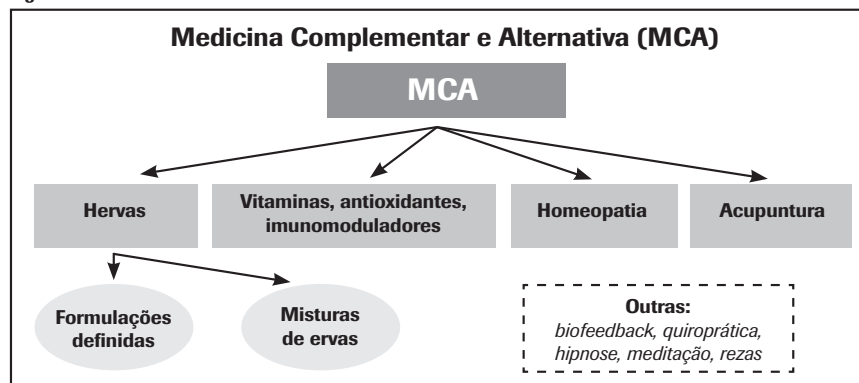 Medicina Complementar e Alternativa (MCA)
MCA
Hervas
Vitaminas, antioxidantes,
imunomoduladores
Homeopatia
Acupuntura
Formulações
definidas
Misturas
de ervas
Outras:
biofeedback, quiroprática,
hipnose, meditação, rezas